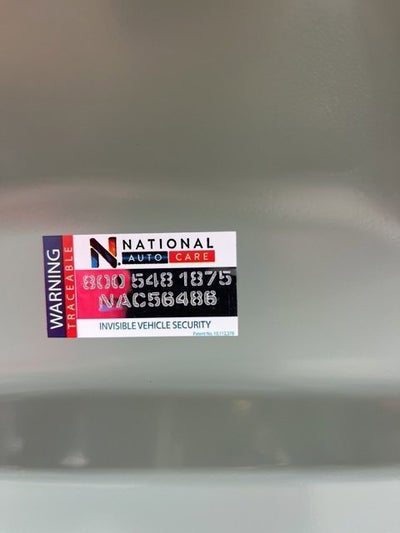 WARNING
TRACEABLE
N. NATIONAL
AUTO CARE
800 548 1875
NAC56486
INVISIBLE VEHICLE SECURITY